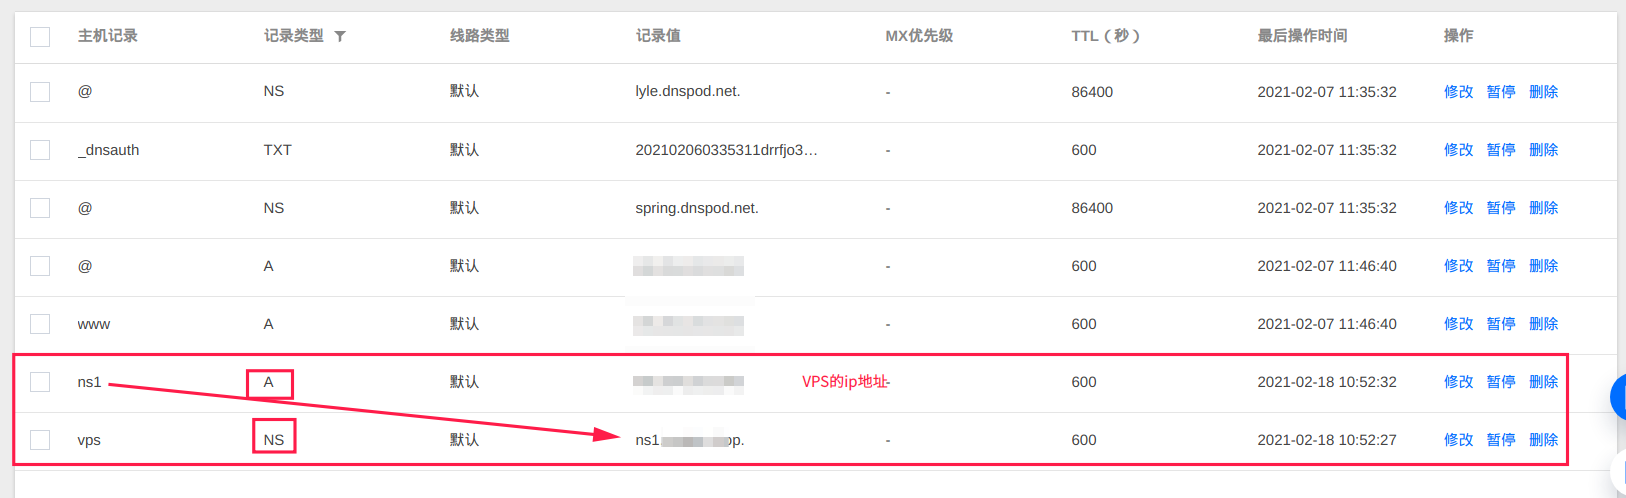 主机记录 记录类型 线路类型 记录值 MX优先级 TTL（秒） 最后操作时间 操作
@ NS 默认 lyle.dnspod.net. - 86400 2021-02-07 11:35:32 修改 暂停 删除
_dnsauth TXT 默认 202102060335311drrfjo3... - 600 2021-02-07 11:35:32 修改 暂停 删除
@ NS 默认 spring.dnspod.net. - 86400 2021-02-07 11:35:32 修改 暂停 删除
@ A 默认 - 600 2021-02-07 11:46:40 修改 暂停 删除
www A 默认 - 600 2021-02-07 11:46:40 修改 暂停 删除
ns1 A 默认 VPS的ip地址 - 600 2021-02-18 10:52:32 修改 暂停 删除
vps NS 默认 ns1 op. - 600 2021-02-18 10:52:27 修改 暂停 删除